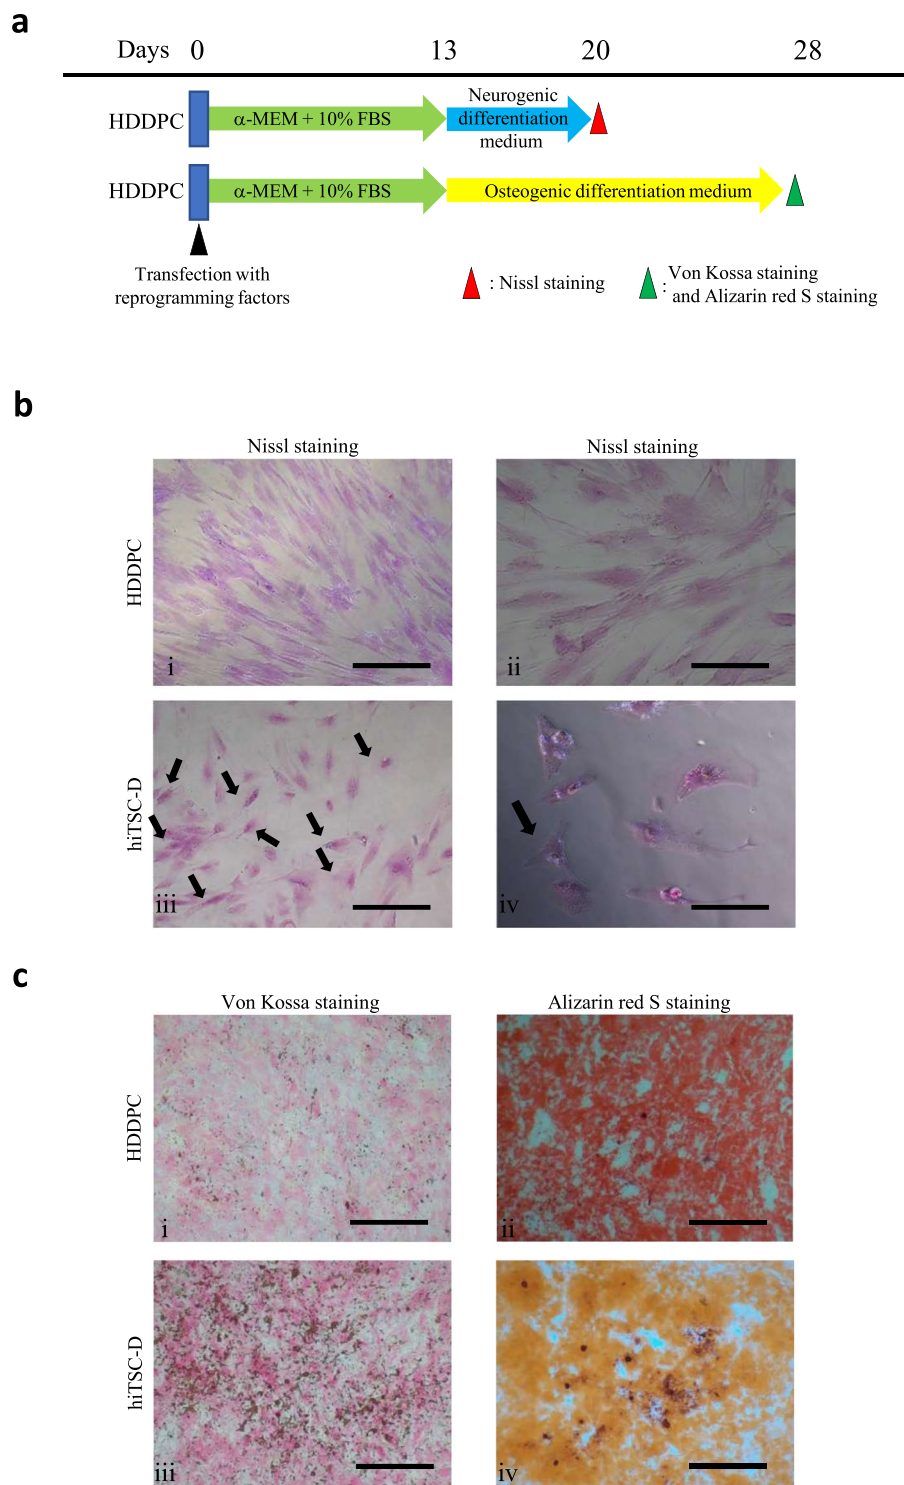 a
Days 0 13 20 28
HDDPC α-MEM + 10% FBS Neurogenic
differentiation
medium
HDDPC α-MEM + 10% FBS Osteogenic differentiation medium
Transfection with
reprogramming factors
: Nissl staining
: Von Kossa staining
and Alizarin red S staining
b
Nissl staining Nissl staining
HDDPC
i ii
hiTSC-D
iii iv
c
Von Kossa staining Alizarin red S staining
HDDPC
i ii
hiTSC-D
iii iv